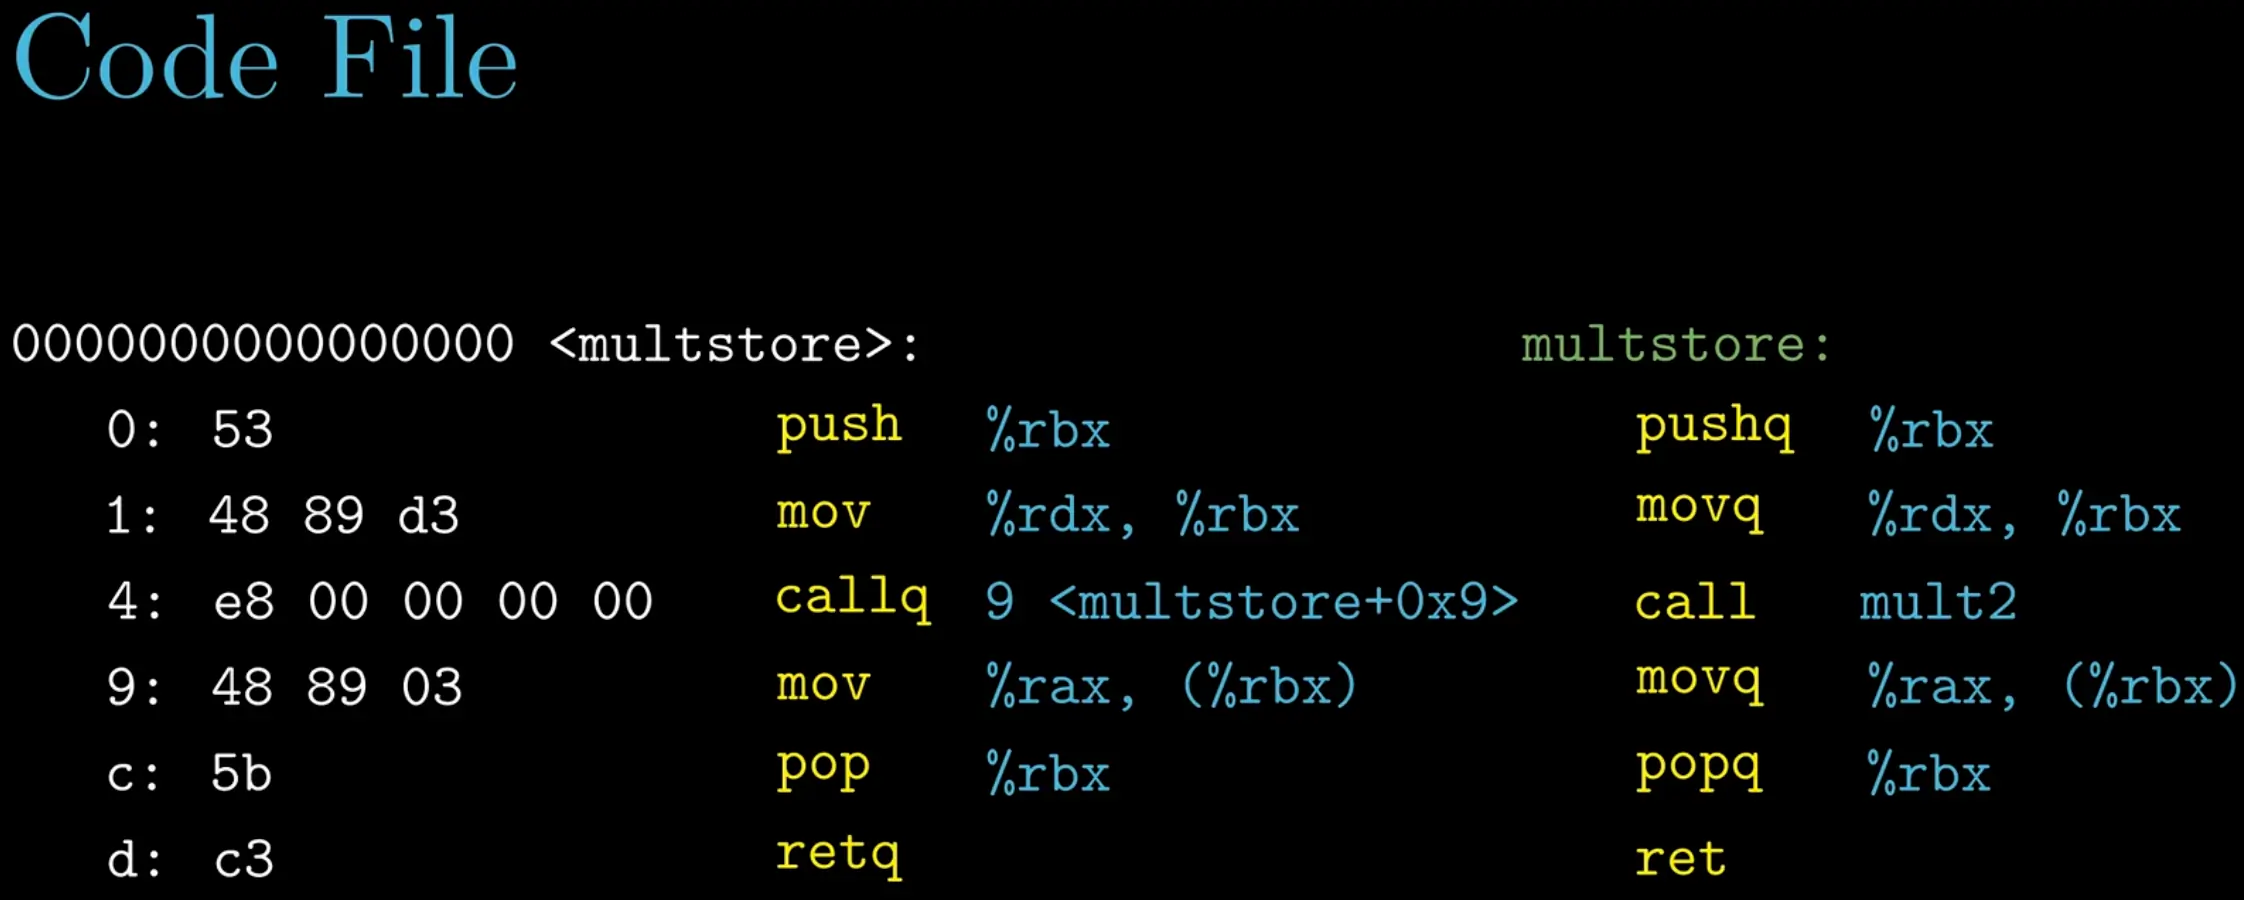 Code File
0000000000000000 <multstore>: multstore:
0: 53 push %rbx pushq %rbx
1: 48 89 d3 mov %rdx, %rbx movq %rdx, %rbx
4: e8 00 00 00 00 callq 9 <multstore+0x9> call mult2
9: 48 89 03 mov %rax, (%rbx) movq %rax, (%rbx)
c: 5b pop %rbx popq %rbx
d: c3 retq ret